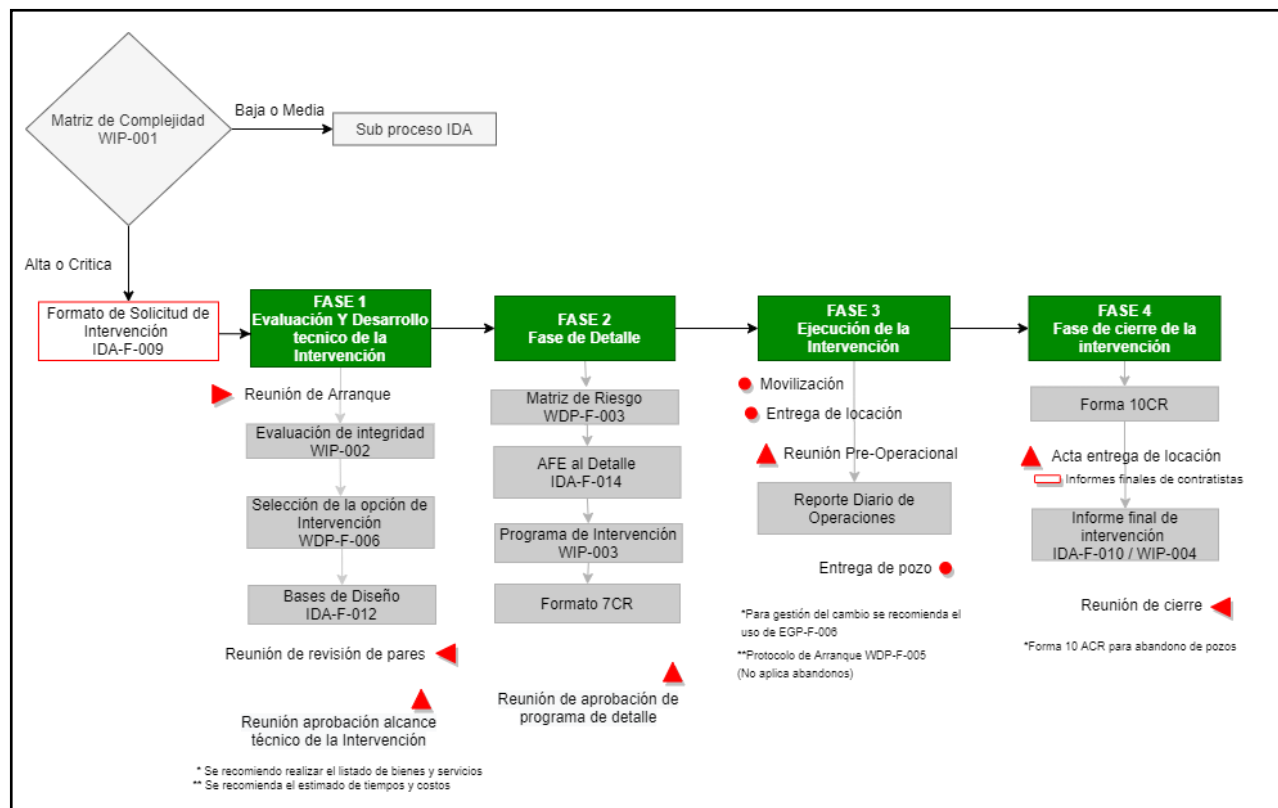 Matriz de Complejidad
WIP-001
Baja o Media
Sub proceso IDA
Alta o Critica
Formato de Solicitud de
Intervención
IDA-F-009
FASE 1
Evaluación Y Desarrollo
tecnico de la
Intervención
Reunión de Arranque
Evaluación de integridad
WIP-002
Selección de la opción de
Intervención
WDP-F-006
Bases de Diseño
IDA-F-012
Reunión de revisión de pares
Reunión aprobación alcance
técnico de la Intervención
* Se recomiendo realizar el listado de bienes y servicios
** Se recomienda el estimado de tiempos y costos
FASE 2
Fase de Detalle
Matriz de Riesgo
WDP-F-003
AFE al Detalle
IDA-F-014
Programa de Intervención
WIP-003
Formato 7CR
Reunión de aprobación de
programa de detalle
FASE 3
Ejecución de la
Intervención
Movilización
Entrega de locación
Reunión Pre-Operacional
Reporte Diario de
Operaciones
Entrega de pozo
*Para gestión del cambio se recomienda el
uso de EGP-F-006
**Protocolo de Arranque WDP-F-005
(No aplica abandonos)
FASE 4
Fase de cierre de la
intervención
Forma 10CR
Acta entrega de locación
Informes finales de contratistas
Informe final de
intervención
IDA-F-010 / WIP-004
Reunión de cierre
*Forma 10 ACR para abandono de pozos